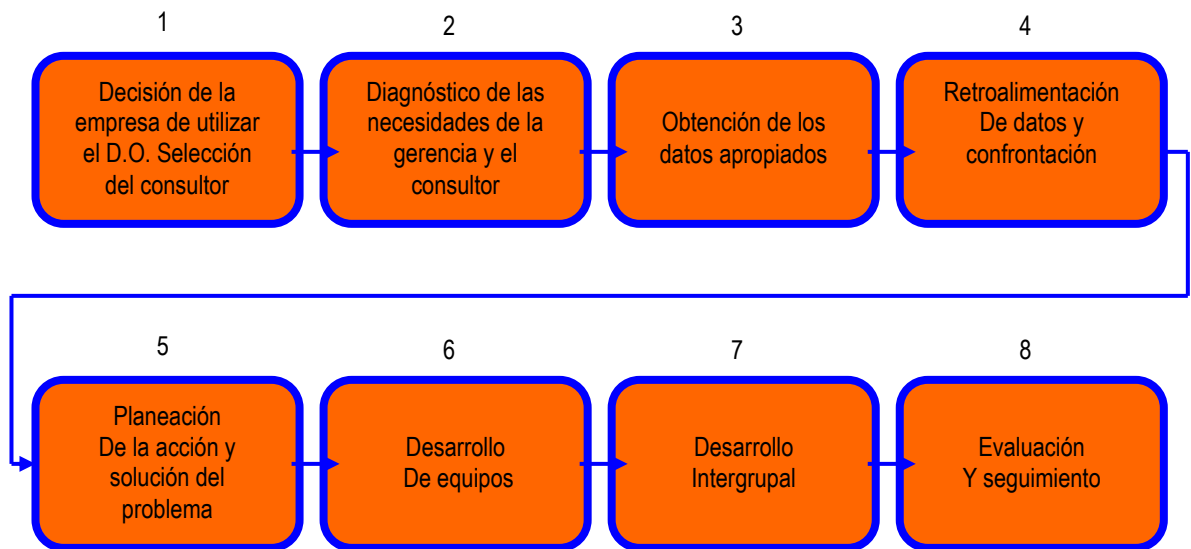 1
Decisión de la
empresa de utilizar
el D.O. Selección
del consultor
2
Diagnóstico de las
necesidades de la
gerencia y el
consultor
3
Obtención de los
datos apropiados
4
Retroalimentación
De datos y
confrontación
5
Planeación
De la acción y
solución del
problema
6
Desarrollo
De equipos
7
Desarrollo
Intergrupal
8
Evaluación
Y seguimiento